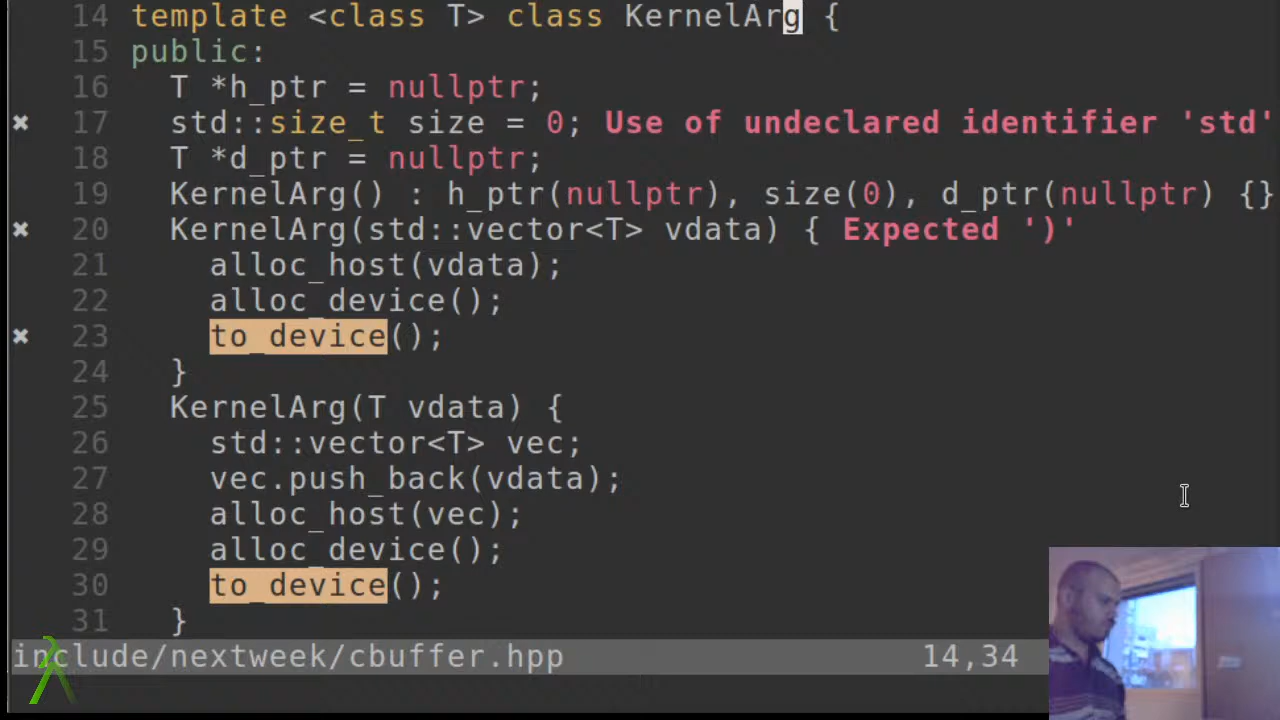 14 template <class T> class KernelArg {
15 public:
16   T *h_ptr = nullptr;
✖ 17   std::size_t size = 0; Use of undeclared identifier 'std'
18   T *d_ptr = nullptr;
19   KernelArg() : h_ptr(nullptr), size(0), d_ptr(nullptr) {}
✖ 20   KernelArg(std::vector<T> vdata) { Expected ')'
21     alloc_host(vdata);
22     alloc_device();
✖ 23     to_device();
24   }
25   KernelArg(T vdata) {
26     std::vector<T> vec;
27     vec.push_back(vdata);
28     alloc_host(vec);
29     alloc_device();
30     to_device();
31   }
include/nextweek/cbuffer.hpp 14,34
λ